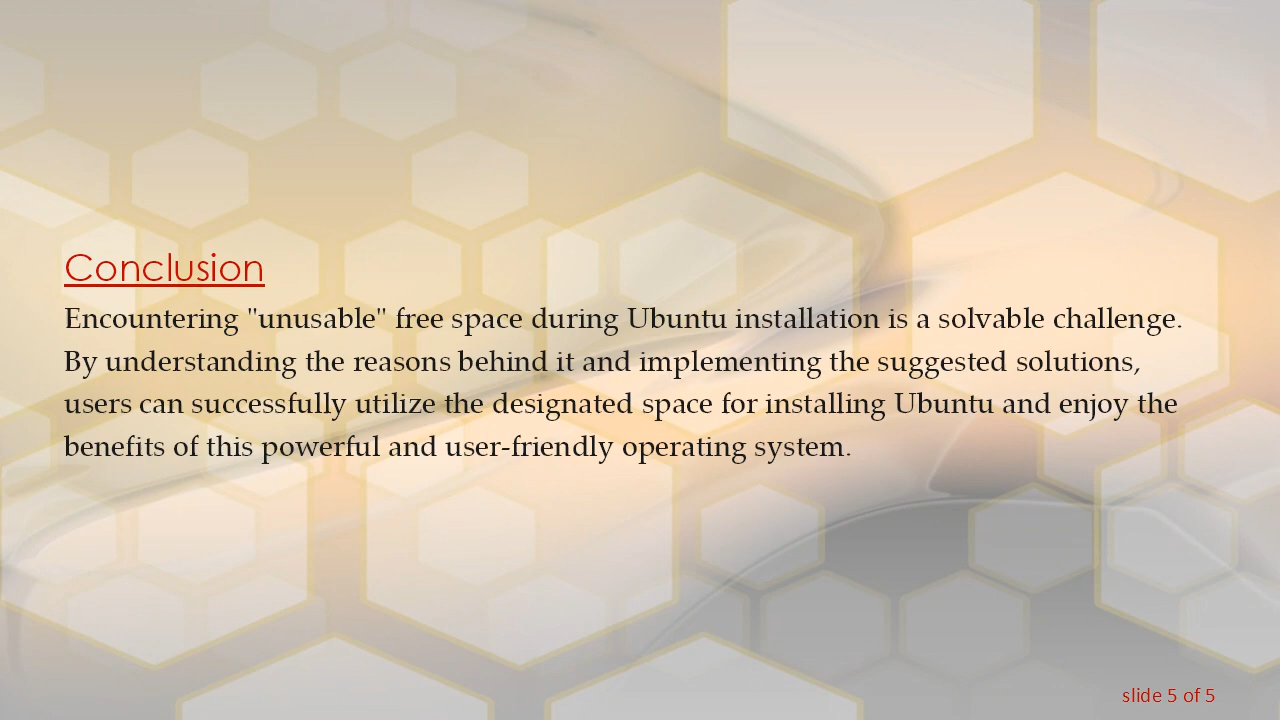 Conclusion
Encountering "unusable" free space during Ubuntu installation is a solvable challenge.
By understanding the reasons behind it and implementing the suggested solutions,
users can successfully utilize the designated space for installing Ubuntu and enjoy the
benefits of this powerful and user-friendly operating system.
slide 5 of 5